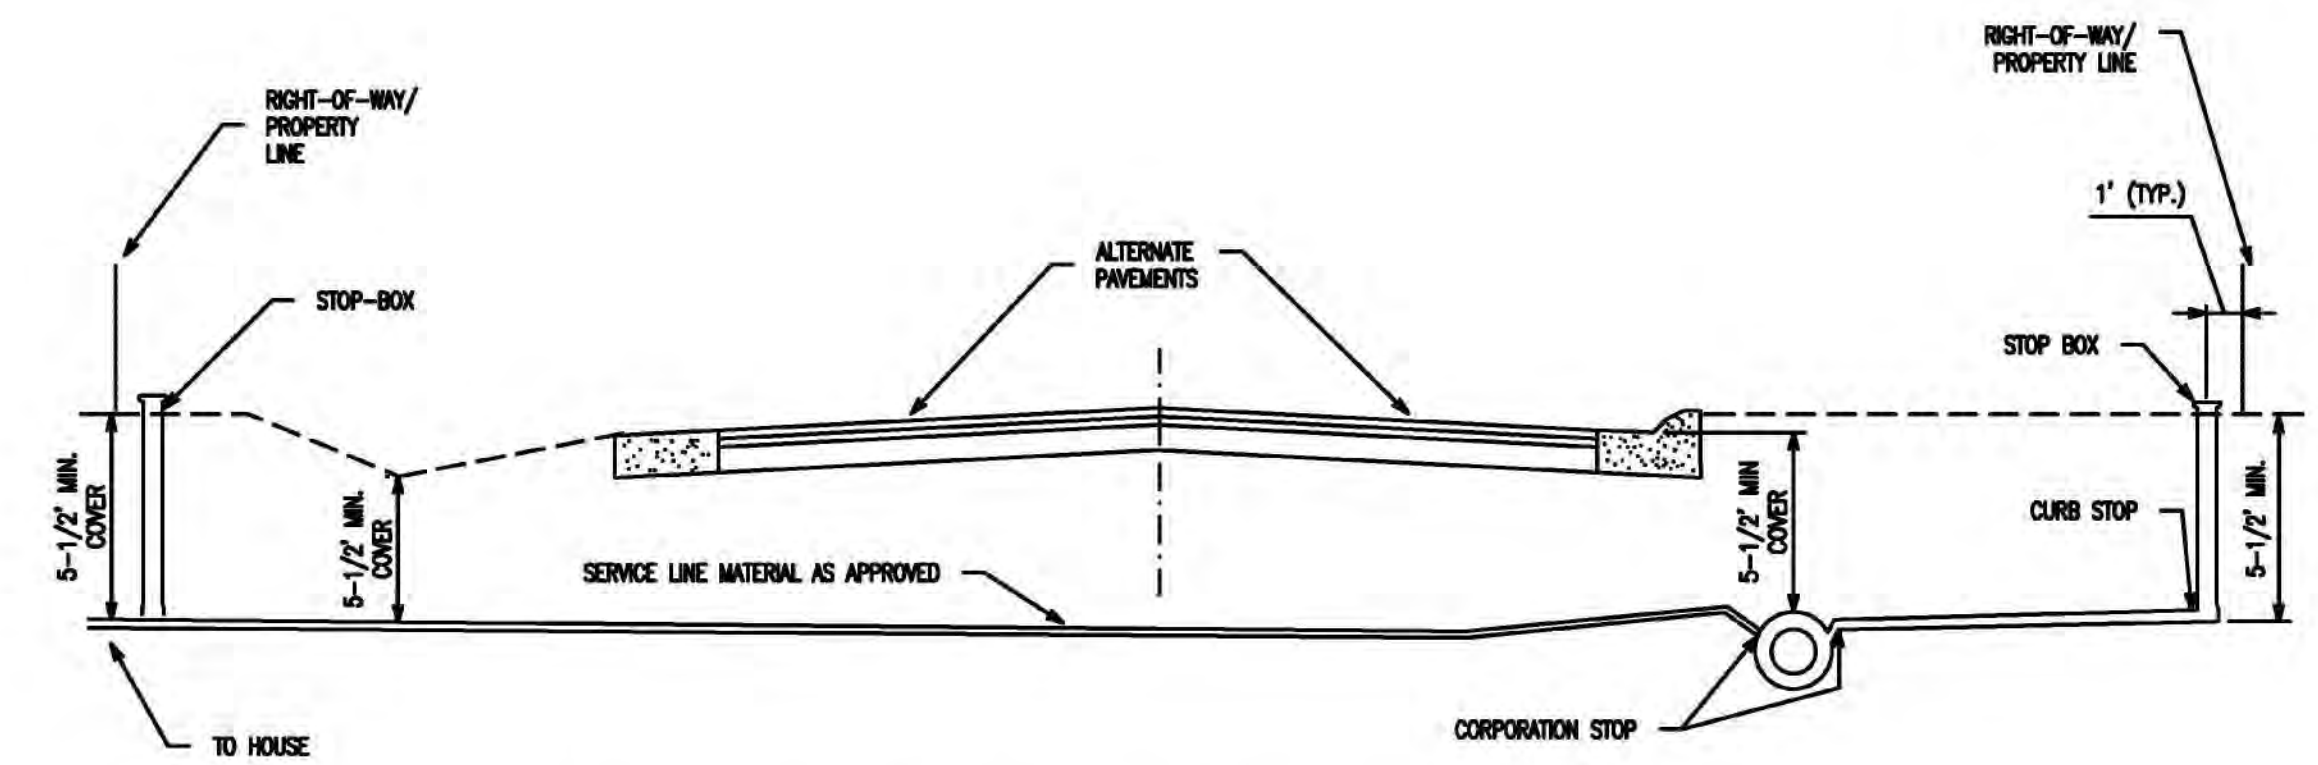 RIGHT-OF-WAY/
PROPERTY LINE
RIGHT-OF-WAY/
PROPERTY
LINE
1' (TYP.)
ALTERNATE
PAVEMENTS
STOP-BOX
STOP BOX
5-1/2' MIN.
COVER
5-1/2' MIN.
COVER
5-1/2' MIN
COVER
CURB STOP
5-1/2' MIN.
SERVICE LINE MATERIAL AS APPROVED
CORPORATION STOP
TO HOUSE